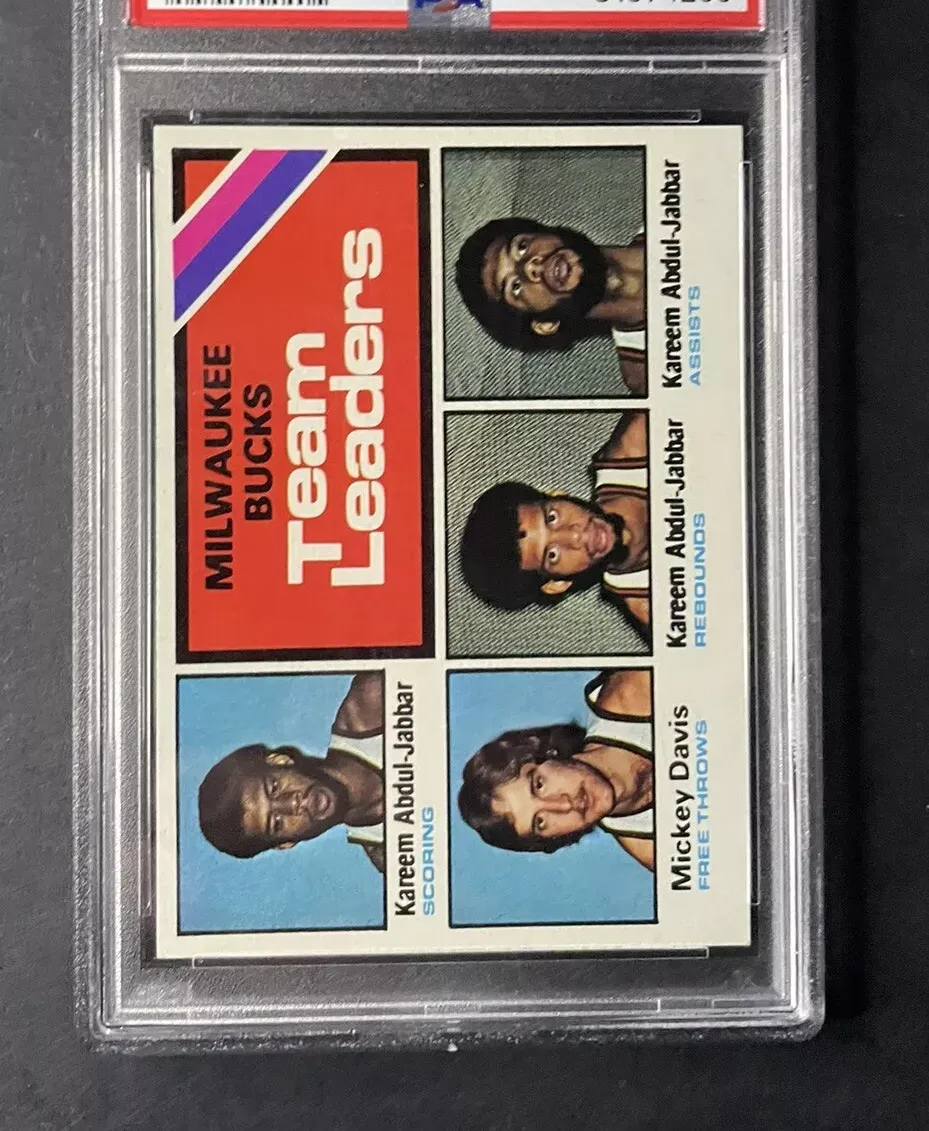 MILWAUKEE
BUCKS
Team
Leaders
Kareem Abdul-Jabbar
SCORING
Mickey Davis
FREE THROWS
Kareem Abdul-Jabbar
REBOUNDS
Kareem Abdul-Jabbar
ASSISTS